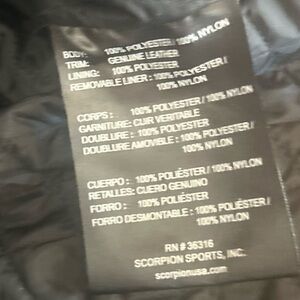 BODY: 100% POLYESTER / 100% NYLON
TRIM: GENUINE LEATHER
LINING: 100% POLYESTER
REMOVABLE LINER : 100% POLYESTER /
100% NYLON
CORPS : 100% POLYESTER / 100% NYLON
GARNITURE: CUIR VERITABLE
DOUBLURE : 100% POLYESTER
DOUBLURE AMOVIBLE : 100% POLYESTER /
100% NYLON
CUERPO : 100% POLIÉSTER / 100% NYLON
RETALLES: CUERO GENUINO
FORRO : 100% POLIÉSTER
FORRO DESMONTABLE : 100% POLIÉSTER /
100% NYLON
RN # 36316
SCORPION SPORTS, INC.
scorpionusa.com